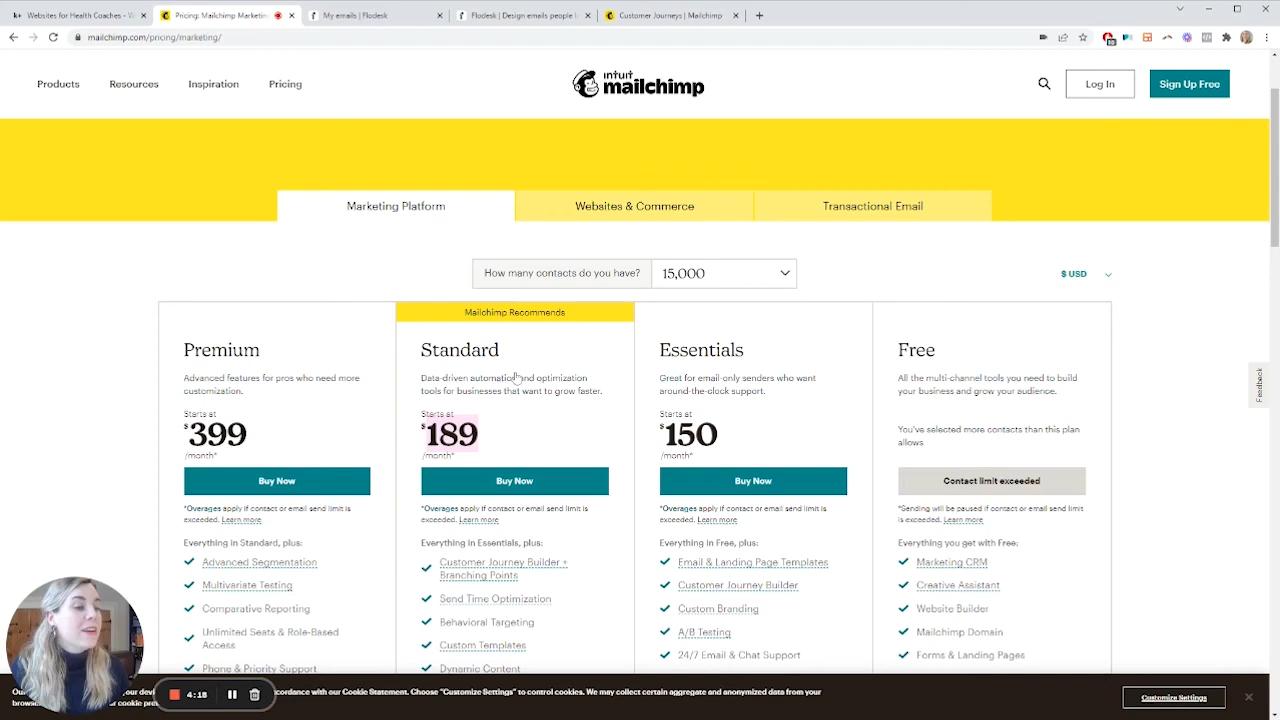 Websites for Health Coaches - W
Pricing: Mailchimp Marketin
My emails | Flodesk
Flodesk | Design emails people l
Customer Journeys | Mailchimp
mailchimp.com/pricing/marketing/
Products
Resources
Inspiration
Pricing
intuit
mailchimp
Log In
Sign Up Free
Marketing Platform
Websites & Commerce
Transactional Email
How many contacts do you have?
15,000
$ USD
Mailchimp Recommends
Premium
Advanced features for pros who need more
customization.
Starts at
$399
/month*
Buy Now
*Overages apply if contact or email send limit is
exceeded. Learn more
Everything in Standard, plus:
Advanced Segmentation
Multivariate Testing
Comparative Reporting
Unlimited Seats & Role-Based
Access
Phone & Priority Support
Standard
Data-driven automation and optimization
tools for businesses that want to grow faster.
Starts at
$189
/month*
Buy Now
*Overages apply if contact or email send limit is
exceeded. Learn more
Everything in Essentials, plus:
Customer Journey Builder +
Branching Points
Send Time Optimization
Behavioral Targeting
Custom Templates
Dynamic Content
Essentials
Great for email-only senders who want
around-the-clock support.
Starts at
$150
/month*
Buy Now
*Overages apply if contact or email send limit is
exceeded. Learn more
Everything in Free, plus:
Email & Landing Page Templates
Customer Journey Builder
Custom Branding
A/B Testing
24/7 Email & Chat Support
Free
All the multi-channel tools you need to build
your business and grow your audience.
You've selected more contacts than this plan
allows
Contact limit exceeded
*Sending will be paused if contact or email send limit
is exceeded. Learn more
Everything you get with Free:
Marketing CRM
Creative Assistant
Website Builder
Mailchimp Domain
Forms & Landing Pages
Feedback
4:18
cordance with our Cookie Statement. Choose "Customize Settings" to control cookies. We may collect certain aggregate and anonymized data from your
Customize Settings